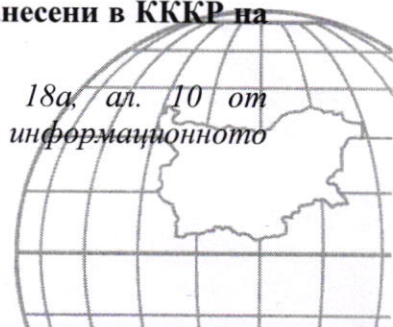 несени в КККР на
18а, ал. 10 от
информационното